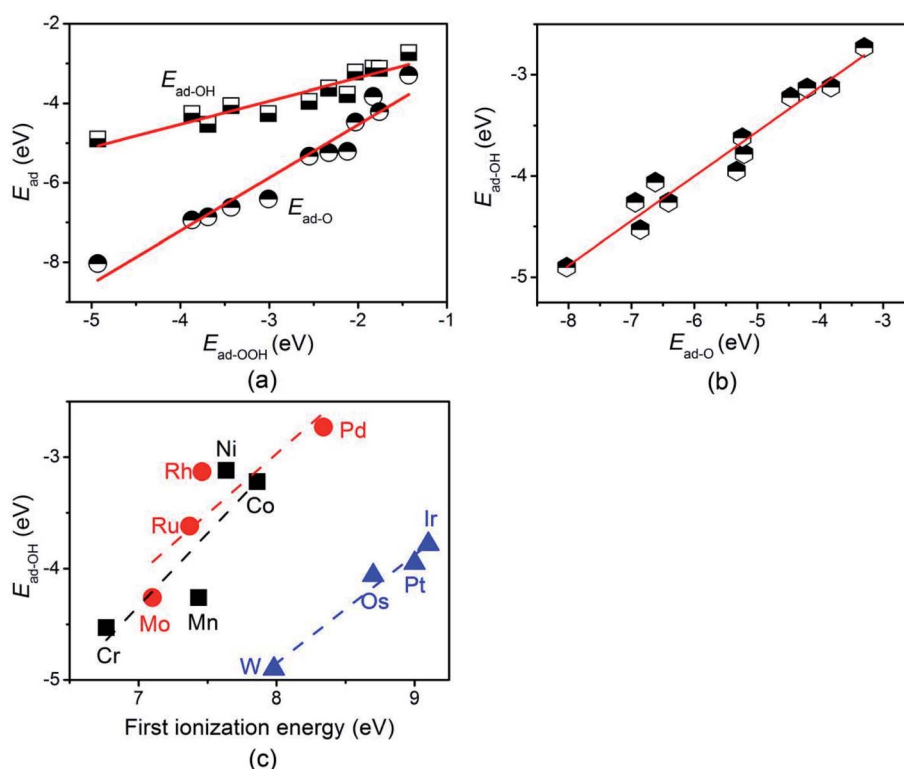 -2
-4
-6
-8
E_ad (eV)
E_ad-OH
E_ad-O
-5 -4 -3 -2 -1
E_ad-OOH (eV)
(a)
-3
-4
-5
E_ad-OH (eV)
-8 -7 -6 -5 -4 -3
E_ad-O (eV)
(b)
-3
-4
-5
E_ad-OH (eV)
Pd
Ni
Rh
Co
Ru
Ir
Mo
Mn
Os
Pt
Cr
W
7 8 9
First ionization energy (eV)
(c)